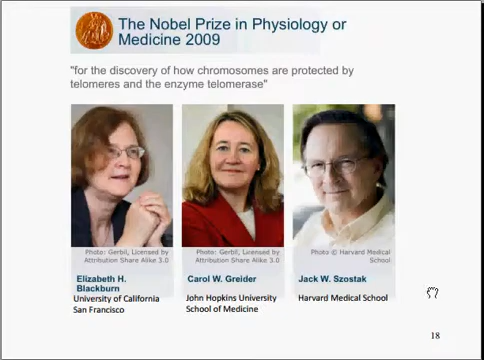 The Nobel Prize in Physiology or
Medicine 2009
"for the discovery of how chromosomes are protected by
telomeres and the enzyme telomerase"
Photo: Gerbil, Licensed by
Attribution Share Alike 3.0
Photo: Gerbil, Licensed by
Attribution Share Alike 3.0
Photo © Harvard Medical
School
Elizabeth H.
Blackburn
University of California
San Francisco
Carol W. Greider
John Hopkins University
School of Medicine
Jack W. Szostak
Harvard Medical School
18